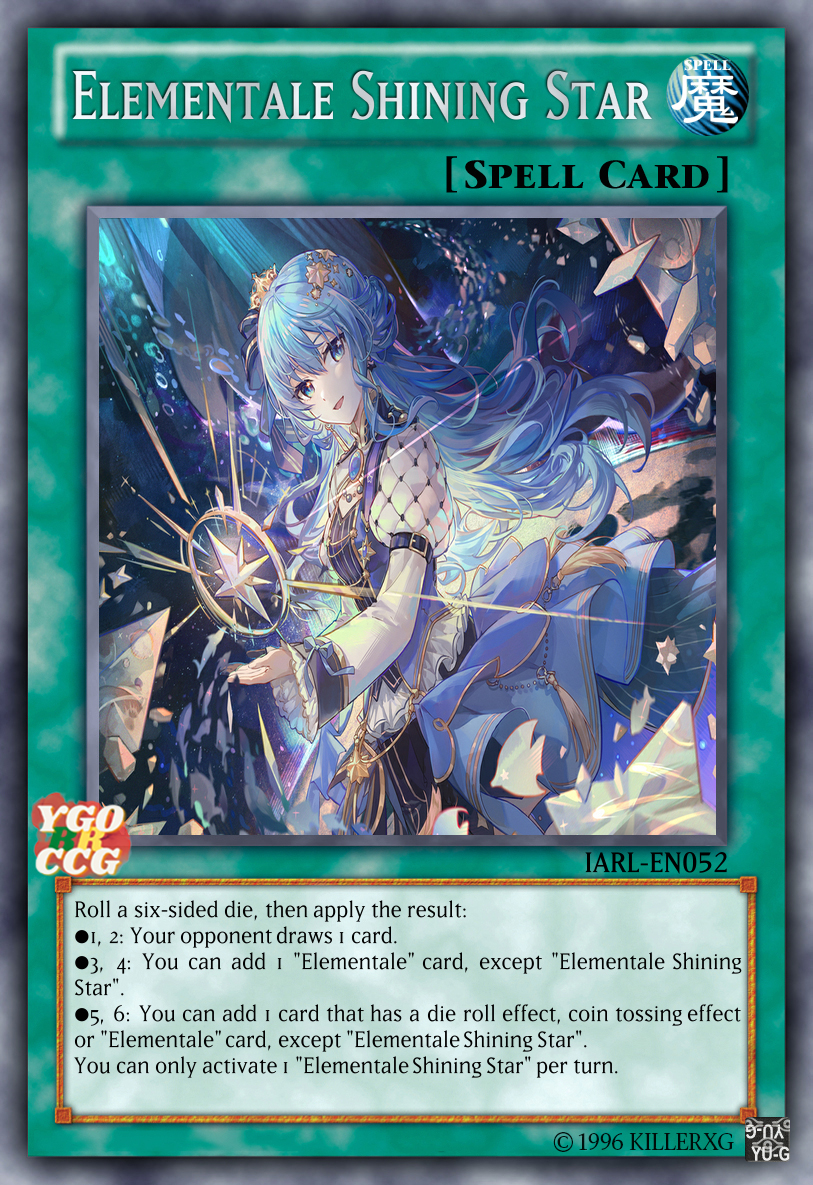 ELEMENTALE SHINING STAR
SPELL
魔
[SPELL CARD]
YGO
CCG
IARL-EN052
Roll a six-sided die, then apply the result:
●1, 2: Your opponent draws 1 card.
●3, 4: You can add 1 "Elementale" card, except "Elementale Shining
Star".
●5, 6: You can add 1 card that has a die roll effect, coin tossing effect
or "Elementale" card, except "Elementale Shining Star".
You can only activate 1 "Elementale Shining Star" per turn.
© 1996 KILLERXG